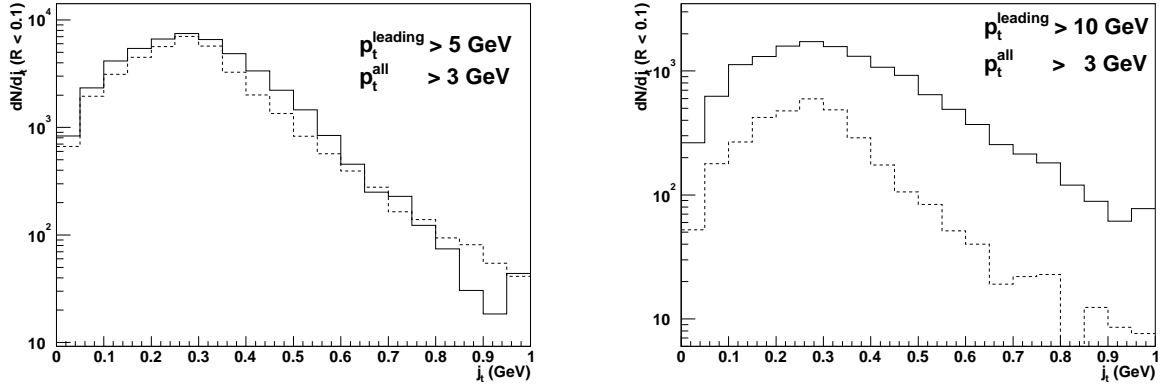 dN/dj_t (R < 0.1)
10^4
10^3
10^2
10
p_t^leading > 5 GeV
p_t^all > 3 GeV
0 0.1 0.2 0.3 0.4 0.5 0.6 0.7 0.8 0.9 1
j_t (GeV)
dN/dj_t (R < 0.1)
10^3
10^2
10
p_t^leading > 10 GeV
p_t^all > 3 GeV
0 0.1 0.2 0.3 0.4 0.5 0.6 0.7 0.8 0.9 1
j_t (GeV)